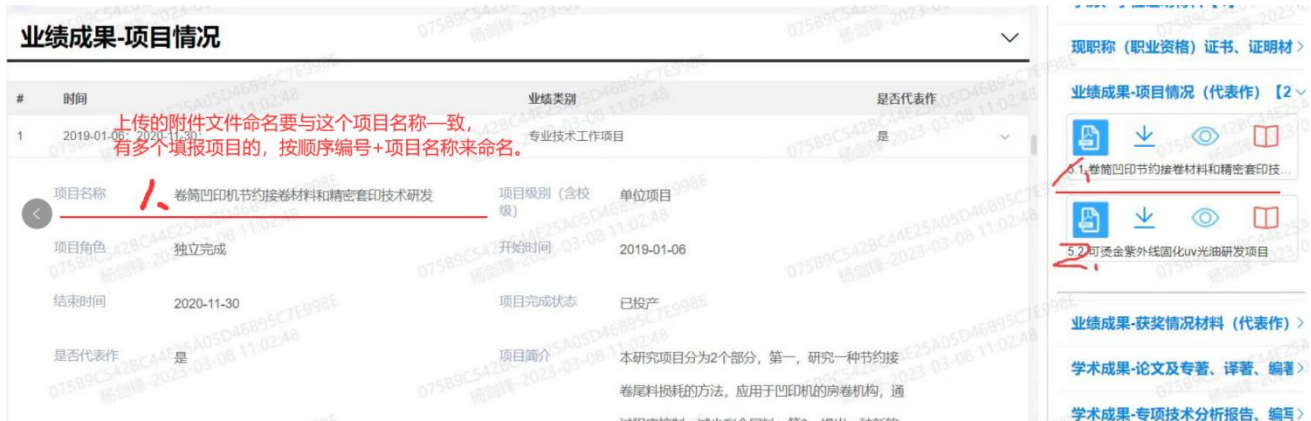 业绩成果-项目情况
# 时间 业绩类别 是否代表作
上传的附件文件命名要与这个项目名称一致，
1 2019-01-06；2020-11-30; 专业技术工作项目 是
有多个填报项目的，按顺序编号+项目名称来命名。
项目名称 1. 卷筒凹印机节约接卷材料和精密套印技术研发 项目级别（含校级） 单位项目
项目角色 独立完成 开始时间 2019-01-06
结束时间 2020-11-30 项目完成状态 已投产
是否代表作 是 项目简介 本研究项目分为2个部分，第一，研究一种节约接
卷尾料损耗的方法，应用于凹印机的房卷机构，通
现职称（职业资格）证书、证明材
业绩成果-项目情况（代表作）【2
1.
5.1.卷筒凹印节约接卷材料和精密套印技...
2.
5.2.可烫金紫外线固化uv光油研发项目
业绩成果-获奖情况材料（代表作）
学术成果-论文及专著、译著、编著
学术成果-专项技术分析报告、编写